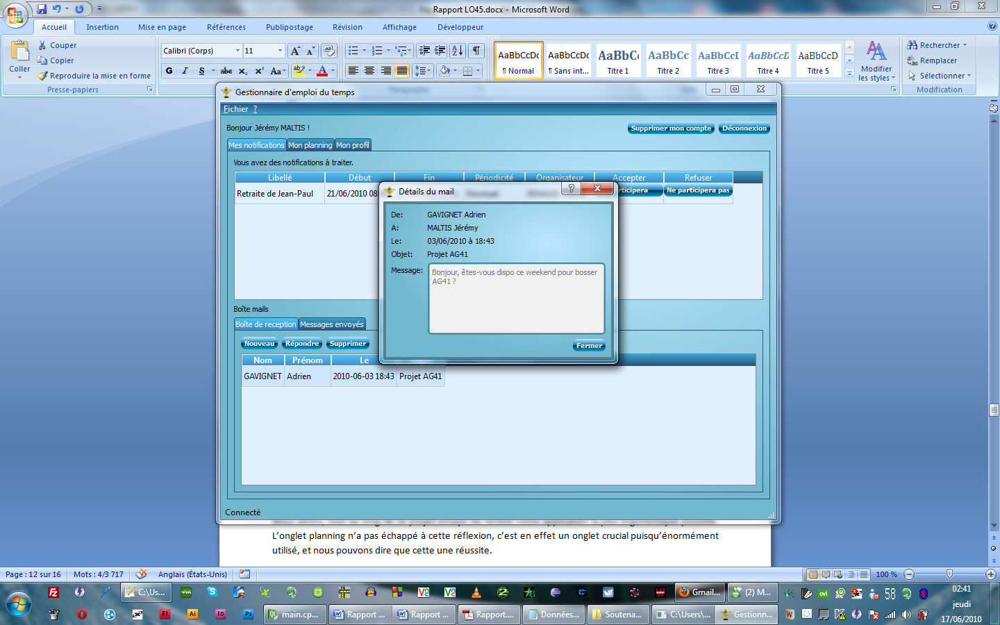 Rapport LO45.docx - Microsoft Word
Accueil
Insertion
Mise en page
Références
Publipostage
Révision
Affichage
Développeur
Coller
Couper
Copier
Reproduire la mise en forme
Presse-papiers
Calibri (Corps)
11
G I S abc X₂ X² Aa
AaBbCcDc
¶ Normal
AaBbCcDc
¶ Sans int...
AaBbCc
Titre 1
AaBbCc
Titre 2
AaBbCcI
Titre 3
AaBbCcD
Titre 4
AaBbCcD
Titre 5
Modifier
les styles
Rechercher
Remplacer
Sélectionner
Modification
Gestionnaire d'emploi du temps
Fichier ?
Bonjour Jérémy MALTIS !
Supprimer mon compte
Déconnexion
Mes notifications
Mon planning
Mon profil
Vous avez des notifications à traiter.
Libellé
Début
Fin
Périodicité
Organisateur
Accepter
Refuser
Retraite de Jean-Paul
21/06/2010 08
Ne participera pas
Détails du mail
De: GAVIGNET Adrien
A: MALTIS Jérémy
Le: 03/06/2010 à 18:43
Objet: Projet AG41
Message: Bonjour, êtes-vous dispo ce weekend pour bosser
AG41 ?
Fermer
Boîte mails
Boîte de reception
Messages envoyés
Nouveau
Répondre
Supprimer
Nom
Prénom
Le
GAVIGNET
Adrien
2010-06-03 18:43
Projet AG41
Connecté
L'onglet planning n'a pas échappé à cette réflexion, c'est en effet un onglet crucial puisqu'énormément
utilisé, et nous pouvons dire que cette une réussite.
Page : 12 sur 16
Mots : 4/3 717
Anglais (États-Unis)
100 %
C:\Us...
Gmail...
(2) M...
58
02:41
jeudi
17/06/2010
Fl
Ai
Id
Ps
main.cp...
Rapport ...
Rapport ...
Rapport....
Données...
Soutena...
C:\Users\...
Gestionn...